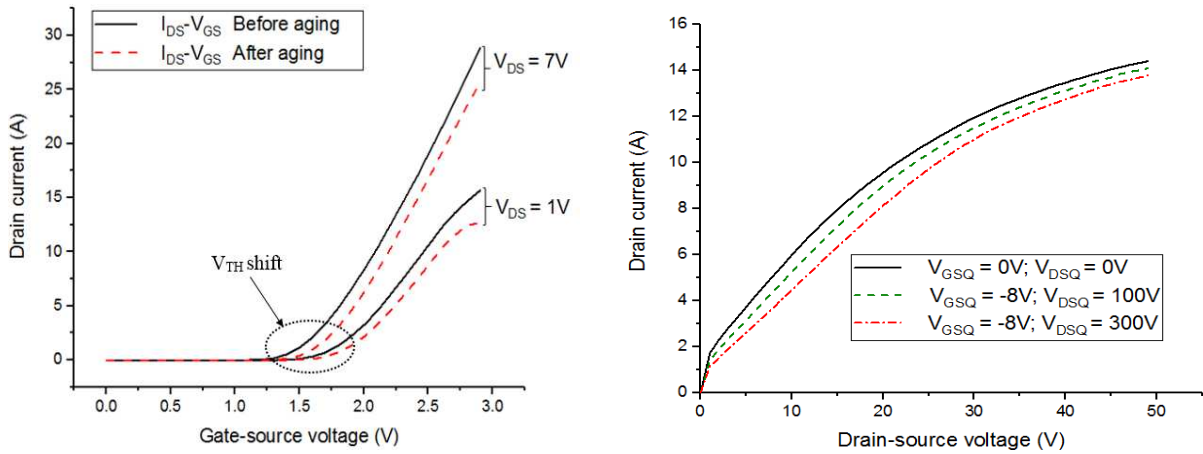 I_DS-V_GS Before aging
I_DS-V_GS After aging
V_DS = 7V
V_DS = 1V
V_TH shift
Drain current (A)
30
25
20
15
10
5
0
0.0 0.5 1.0 1.5 2.0 2.5 3.0
Gate-source voltage (V)
Drain current (A)
16
14
12
10
8
6
4
2
0
V_GSQ = 0V; V_DSQ = 0V
V_GSQ = -8V; V_DSQ = 100V
V_GSQ = -8V; V_DSQ = 300V
0 10 20 30 40 50
Drain-source voltage (V)